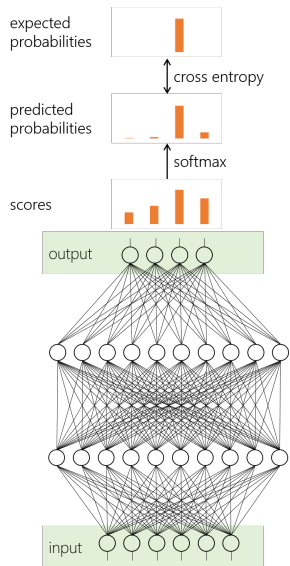 expected
probabilities
cross entropy
predicted
probabilities
softmax
scores
output
input